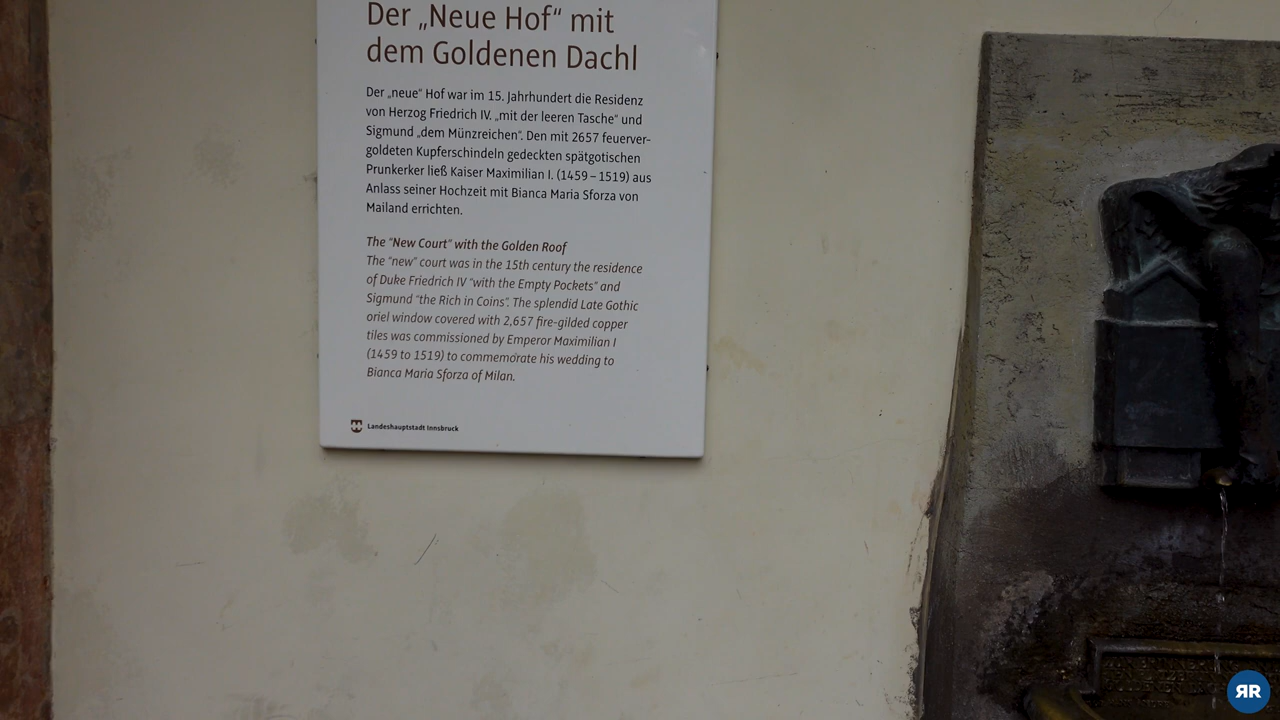 Der „Neue Hof“ mit
dem Goldenen Dachl
Der „neue“ Hof war im 15. Jahrhundert die Residenz
von Herzog Friedrich IV. „mit der leeren Tasche“ und
Sigmund „dem Münzreichen“. Den mit 2657 feuerver-
goldeten Kupferschindeln gedeckten spätgotischen
Prunkerker ließ Kaiser Maximilian I. (1459 – 1519) aus
Anlass seiner Hochzeit mit Bianca Maria Sforza von
Mailand errichten.
The “New Court” with the Golden Roof
The “new” court was in the 15th century the residence
of Duke Friedrich IV “with the Empty Pockets” and
Sigmund “the Rich in Coins”. The splendid Late Gothic
oriel window covered with 2,657 fire-gilded copper
tiles was commissioned by Emperor Maximilian I
(1459 to 1519) to commemorate his wedding to
Bianca Maria Sforza of Milan.
Landeshauptstadt Innsbruck
ЯR